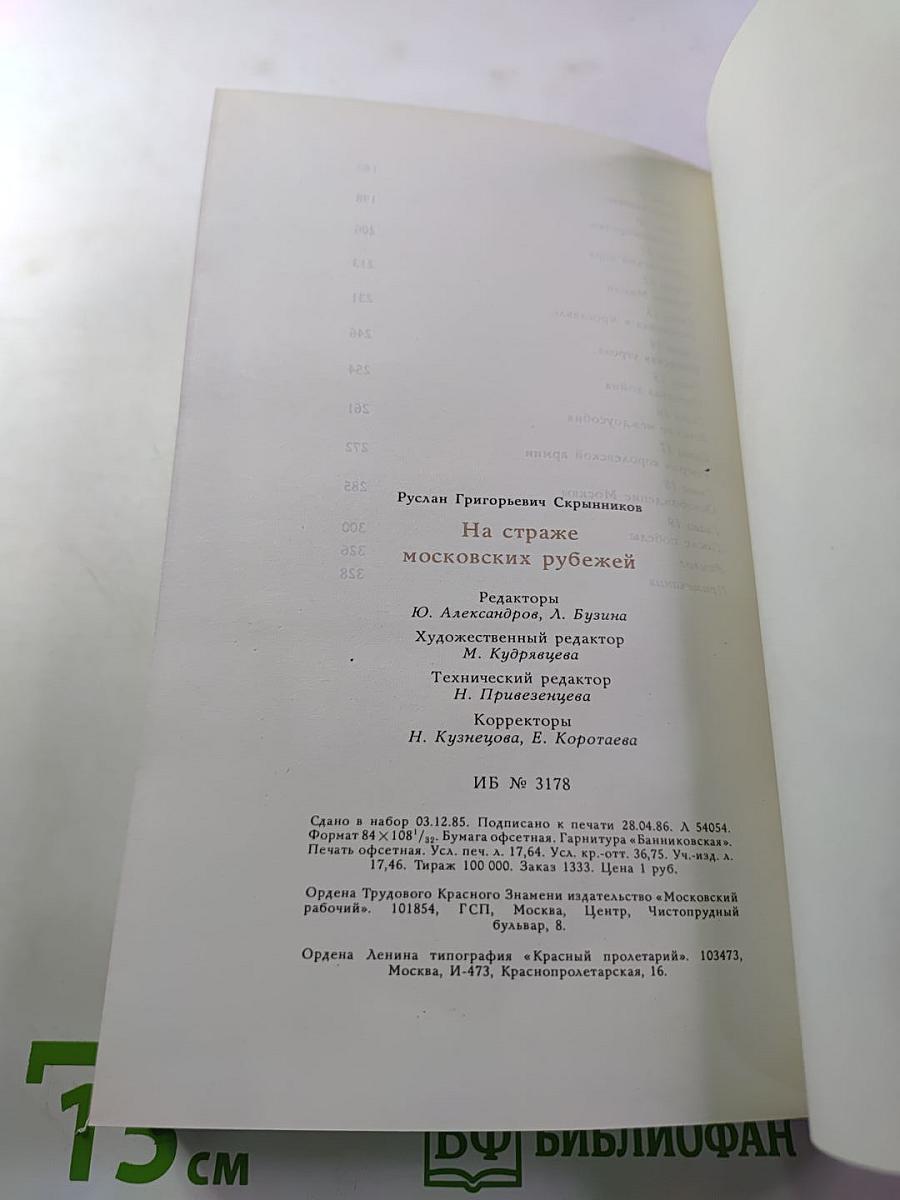 Руслан Григорьевич Скрынников
На страже
московских рубежей
Редакторы
Ю. Александров, Л. Бузина
Художественный редактор
М. Кудрявцева
Технический редактор
Н. Привезенцева
Корректоры
Н. Кузнецова, Е. Коротаева
ИБ № 3178
Сдано в набор 03.12.85. Подписано к печати 28.04.86. Л 54054.
Формат 84×108¹/₃₂. Бумага офсетная. Гарнитура «Банниковская».
Печать офсетная. Усл. печ. л. 17,64. Усл. кр.-отт. 36,75. Уч.-изд. л.
17,46. Тираж 100 000. Заказ 1333. Цена 1 руб.
Ордена Трудового Красного Знамени издательство «Московский
рабочий». 101854, ГСП, Москва, Центр, Чистопрудный
бульвар, 8.
Ордена Ленина типография «Красный пролетарий». 103473,
Москва, И-473, Краснопролетарская, 16.
13 см
БФ БИБЛИОФАН